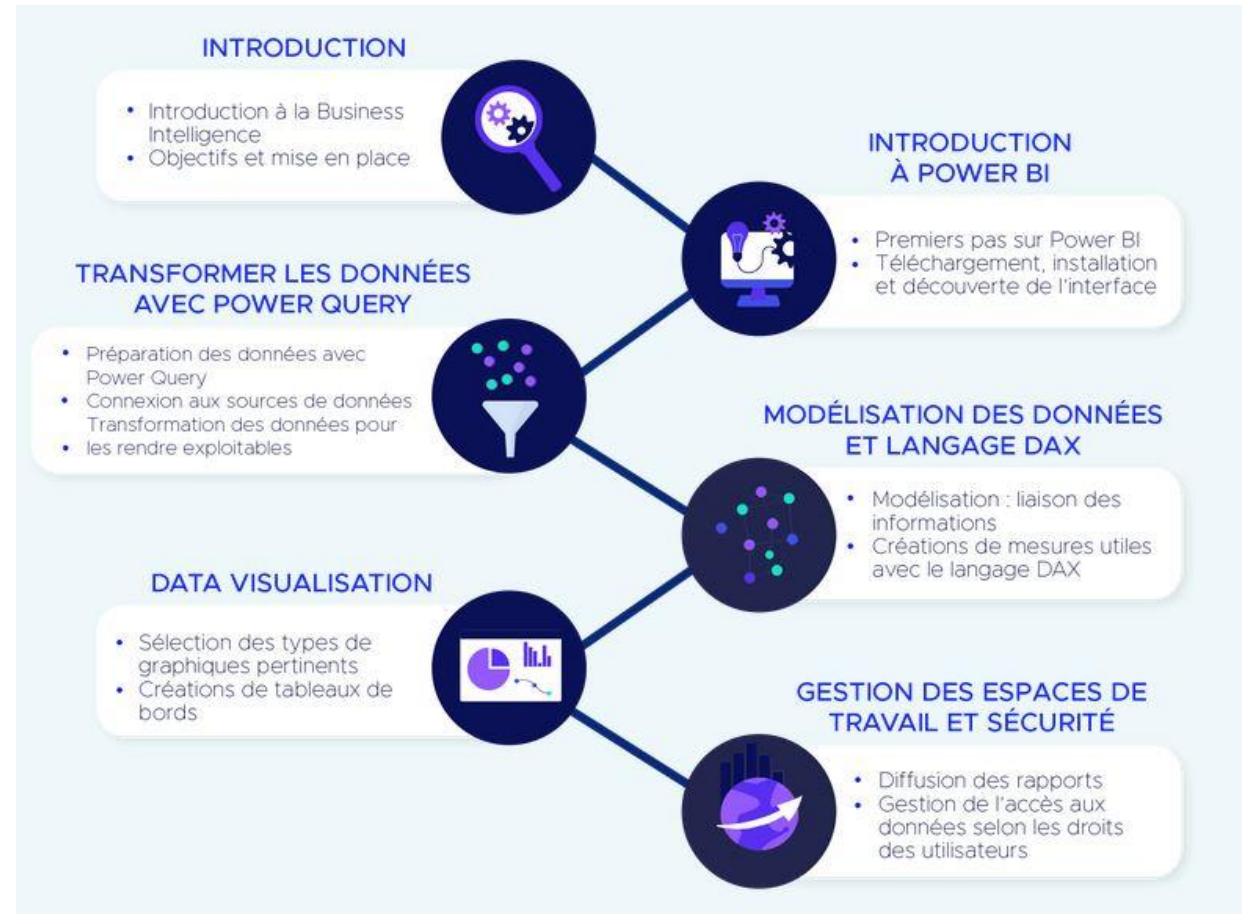 INTRODUCTION
• Introduction à la Business
Intelligence
• Objectifs et mise en place
INTRODUCTION
À POWER BI
• Premiers pas sur Power BI
• Téléchargement, installation
et découverte de l'interface
TRANSFORMER LES DONNÉES
AVEC POWER QUERY
• Préparation des données avec
Power Query
• Connexion aux sources de données
Transformation des données pour
• les rendre exploitables
MODÉLISATION DES DONNÉES
ET LANGAGE DAX
• Modélisation : liaison des
informations
• Créations de mesures utiles
avec le langage DAX
DATA VISUALISATION
• Sélection des types de
graphiques pertinents
• Créations de tableaux de
bords
GESTION DES ESPACES DE
TRAVAIL ET SÉCURITÉ
• Diffusion des rapports
• Gestion de l'accès aux
données selon les droits
des utilisateurs